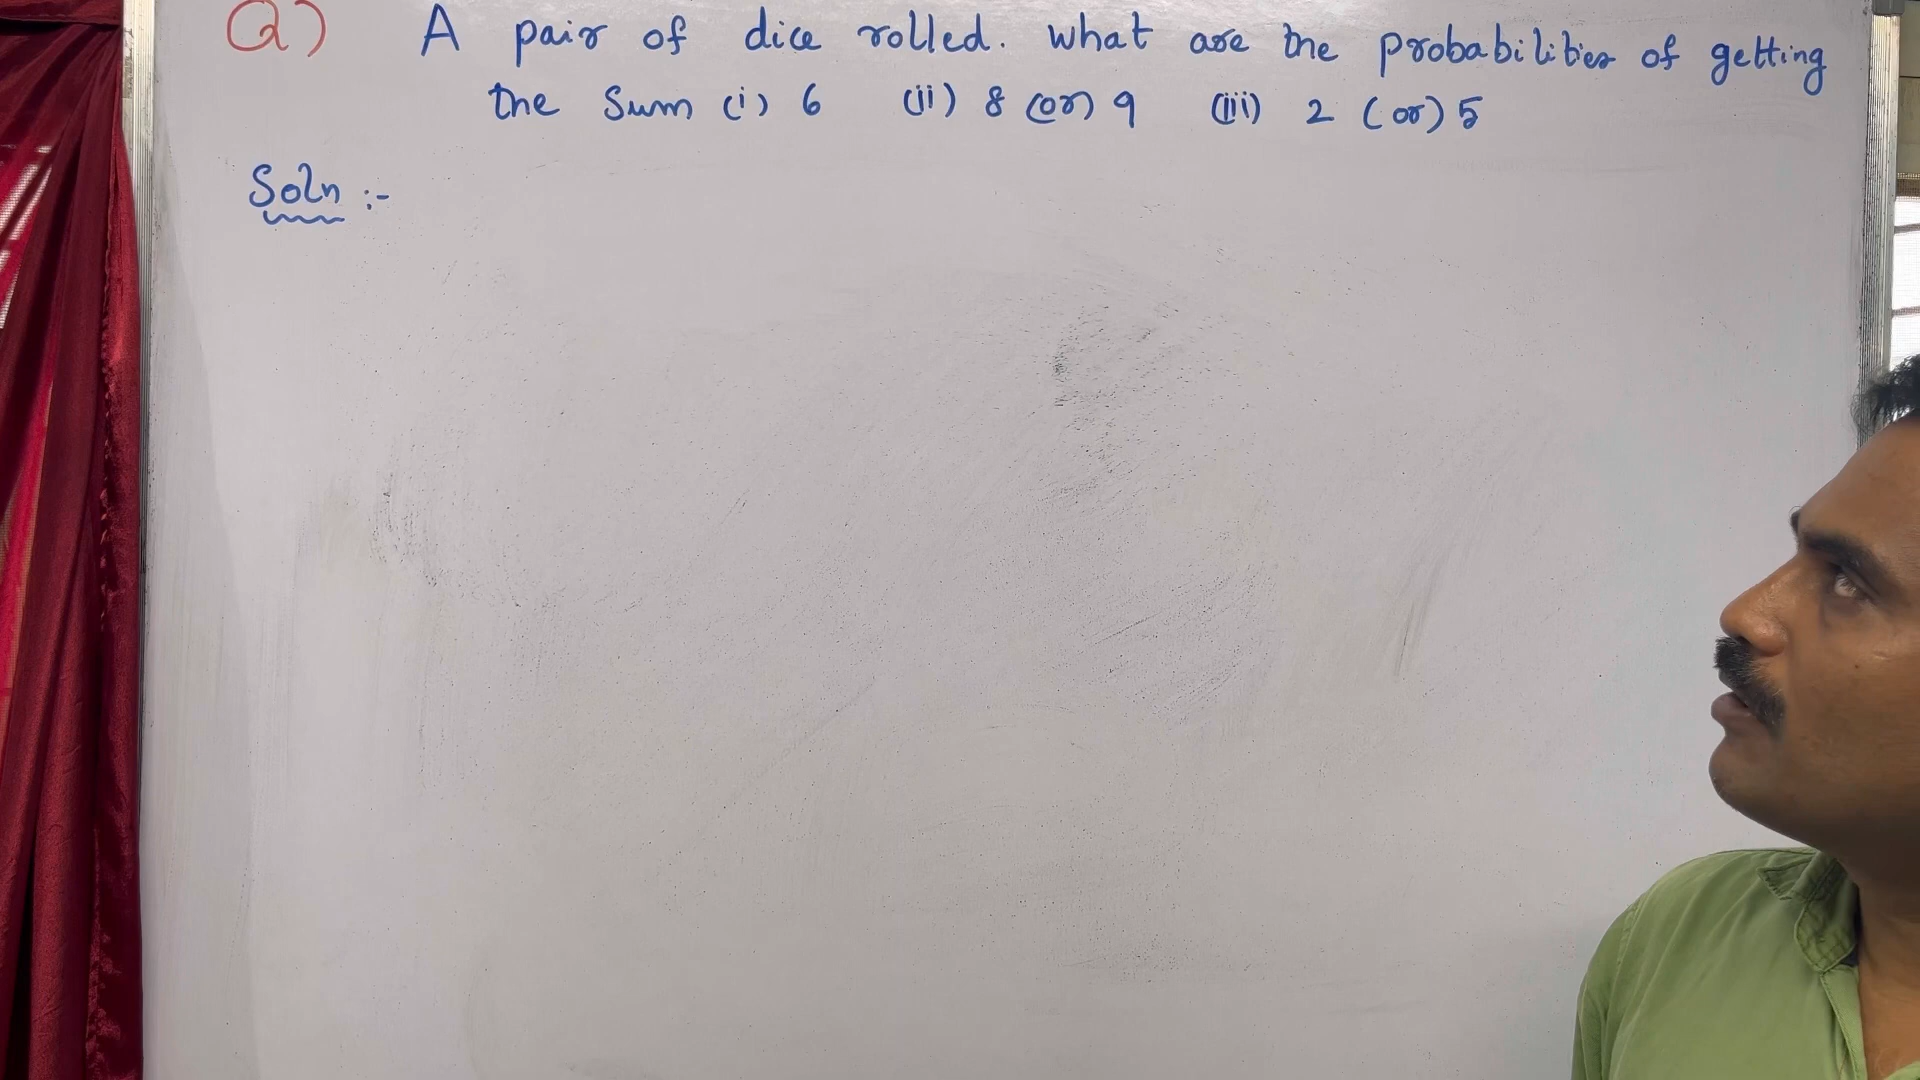 Q) A pair of dice rolled. what are the probabilities of getting
the Sum (i) 6 (ii) 8 (or) 9 (iii) 2 (or) 5
Soln :-